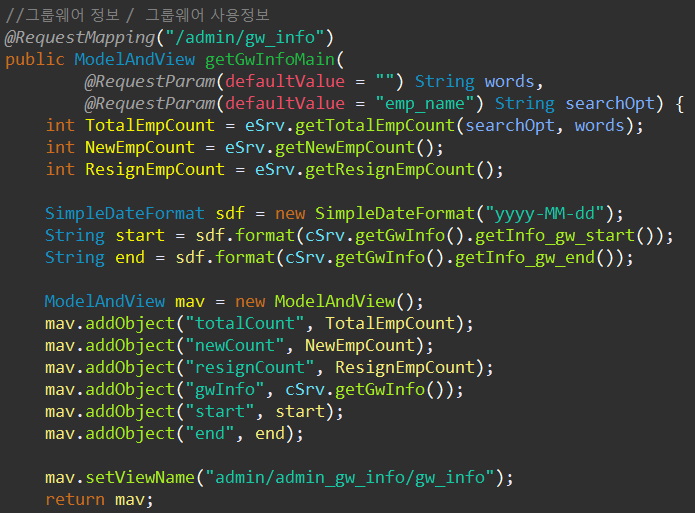 //그룹웨어 정보 / 그룹웨어 사용정보
@RequestMapping("/admin/gw_info")
public ModelAndView getGwInfoMain(
        @RequestParam(defaultValue = "") String words,
        @RequestParam(defaultValue = "emp_name") String searchOpt) {
    int TotalEmpCount = eSrv.getTotalEmpCount(searchOpt, words);
    int NewEmpCount = eSrv.getNewEmpCount();
    int ResignEmpCount = eSrv.getResignEmpCount();

    SimpleDateFormat sdf = new SimpleDateFormat("yyyy-MM-dd");
    String start = sdf.format(cSrv.getGwInfo().getInfo_gw_start());
    String end = sdf.format(cSrv.getGwInfo().getInfo_gw_end());

    ModelAndView mav = new ModelAndView();
    mav.addObject("totalCount", TotalEmpCount);
    mav.addObject("newCount", NewEmpCount);
    mav.addObject("resignCount", ResignEmpCount);
    mav.addObject("gwInfo", cSrv.getGwInfo());
    mav.addObject("start", start);
    mav.addObject("end", end);

    mav.setViewName("admin/admin_gw_info/gw_info");
    return mav;